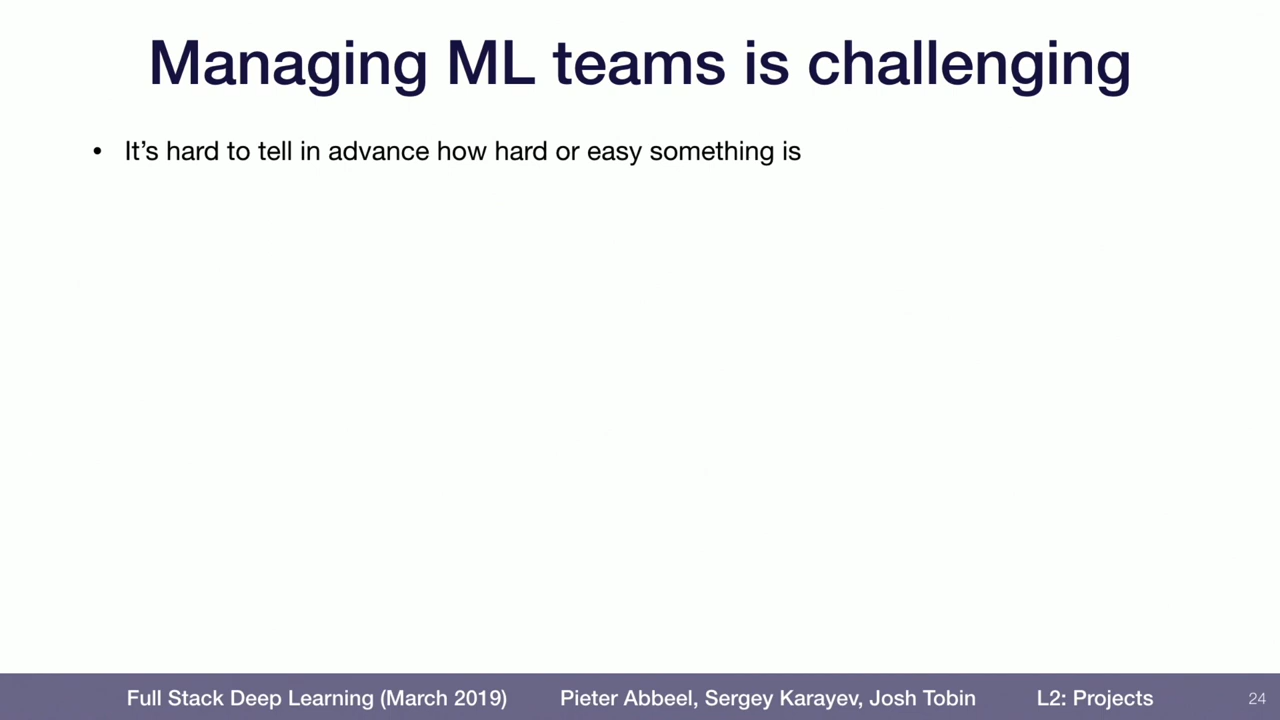 Managing ML teams is challenging
• It’s hard to tell in advance how hard or easy something is
Full Stack Deep Learning (March 2019) Pieter Abbeel, Sergey Karayev, Josh Tobin L2: Projects 24